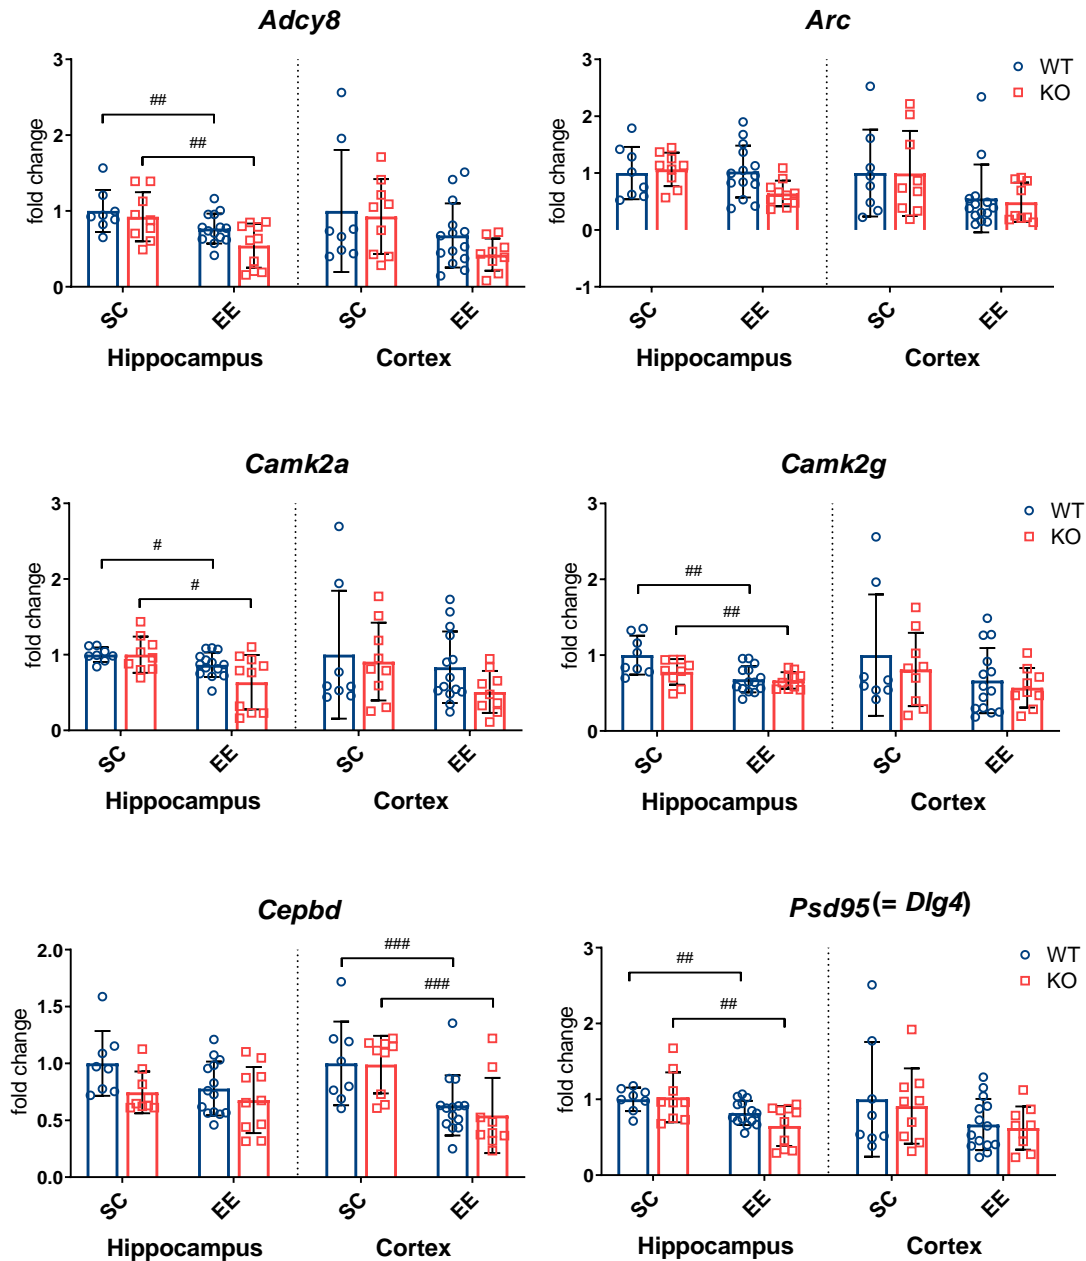 Adcy8
Arc
WT
KO
fold change
3
2
1
0
##
##
SC
EE
SC
EE
Hippocampus
Cortex
fold change
3
2
1
0
-1
SC
EE
SC
EE
Hippocampus
Cortex
Camk2a
Camk2g
WT
KO
fold change
3
2
1
0
#
#
SC
EE
SC
EE
Hippocampus
Cortex
fold change
3
2
1
0
##
##
SC
EE
SC
EE
Hippocampus
Cortex
Cepbd
Psd95(= Dlg4)
WT
KO
fold change
2.0
1.5
1.0
0.5
0.0
###
###
SC
EE
SC
EE
Hippocampus
Cortex
fold change
3
2
1
0
##
##
SC
EE
SC
EE
Hippocampus
Cortex